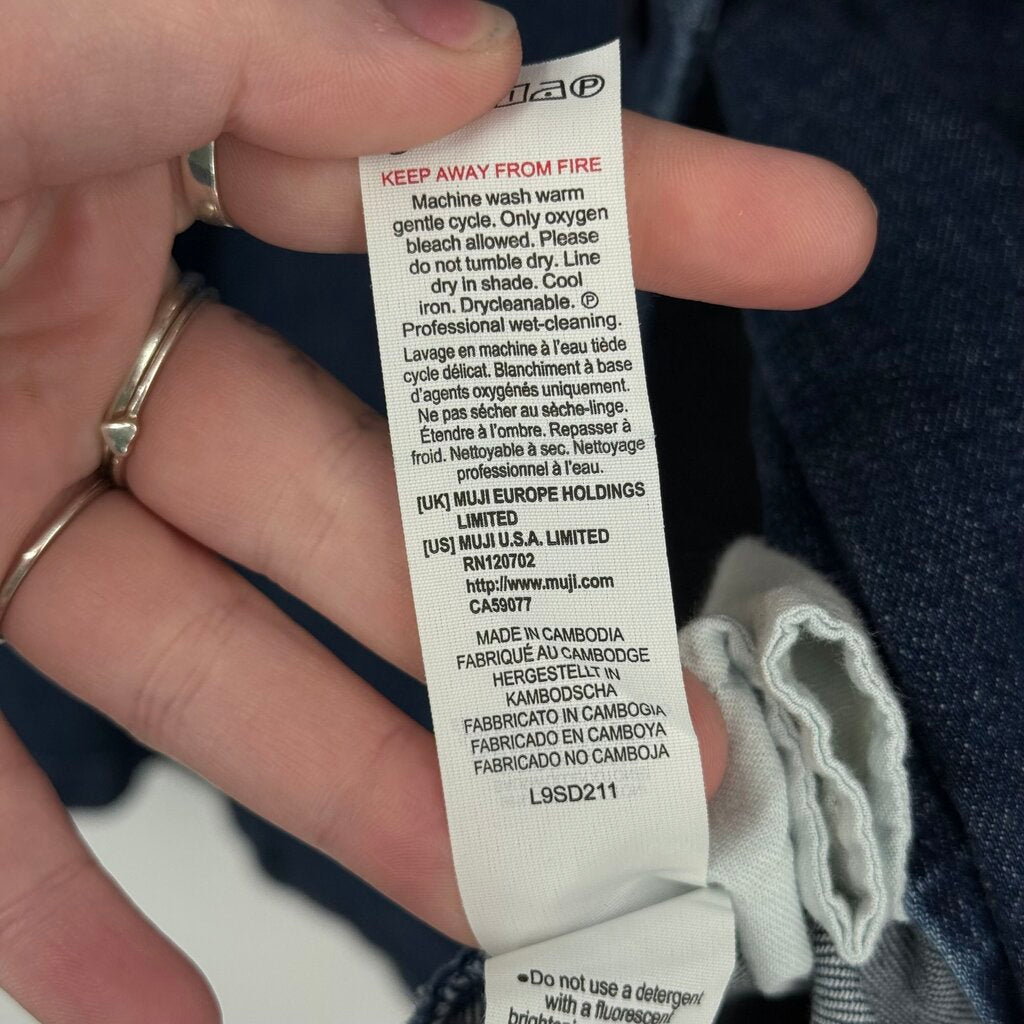 KEEP AWAY FROM FIRE
Machine wash warm
gentle cycle. Only oxygen
bleach allowed. Please
do not tumble dry. Line
dry in shade. Cool
iron. Drycleanable. Ⓟ
Professional wet-cleaning.
Lavage en machine à l'eau tiède
cycle délicat. Blanchiment à base
d'agents oxygénés uniquement.
Ne pas sécher au sèche-linge.
Étendre à l'ombre. Repasser à
froid. Nettoyable à sec. Nettoyage
professionnel à l'eau.
[UK] MUJI EUROPE HOLDINGS
LIMITED
[US] MUJI U.S.A. LIMITED
RN120702
http://www.muji.com
CA59077
MADE IN CAMBODIA
FABRIQUÉ AU CAMBODGE
HERGESTELLT IN
KAMBODSCHA
FABBRICATO IN CAMBOGIA
FABRICADO EN CAMBOYA
FABRICADO NO CAMBOJA
L9SD211
•Do not use a detergent
with a fluorescent